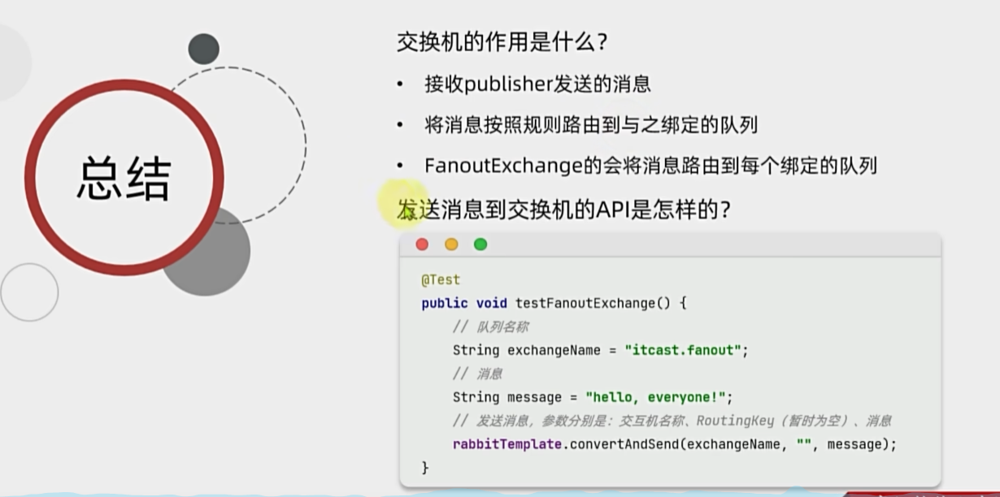 总结
交换机的作用是什么？
• 接收publisher发送的消息
• 将消息按照规则路由到与之绑定的队列
• FanoutExchange的会将消息路由到每个绑定的队列
发送消息到交换机的API是怎样的？
@Test
public void testFanoutExchange() {
// 队列名称
String exchangeName = "itcast.fanout";
// 消息
String message = "hello, everyone!";
// 发送消息，参数分别是：交互机名称、RoutingKey（暂时为空）、消息
rabbitTemplate.convertAndSend(exchangeName, "", message);
}